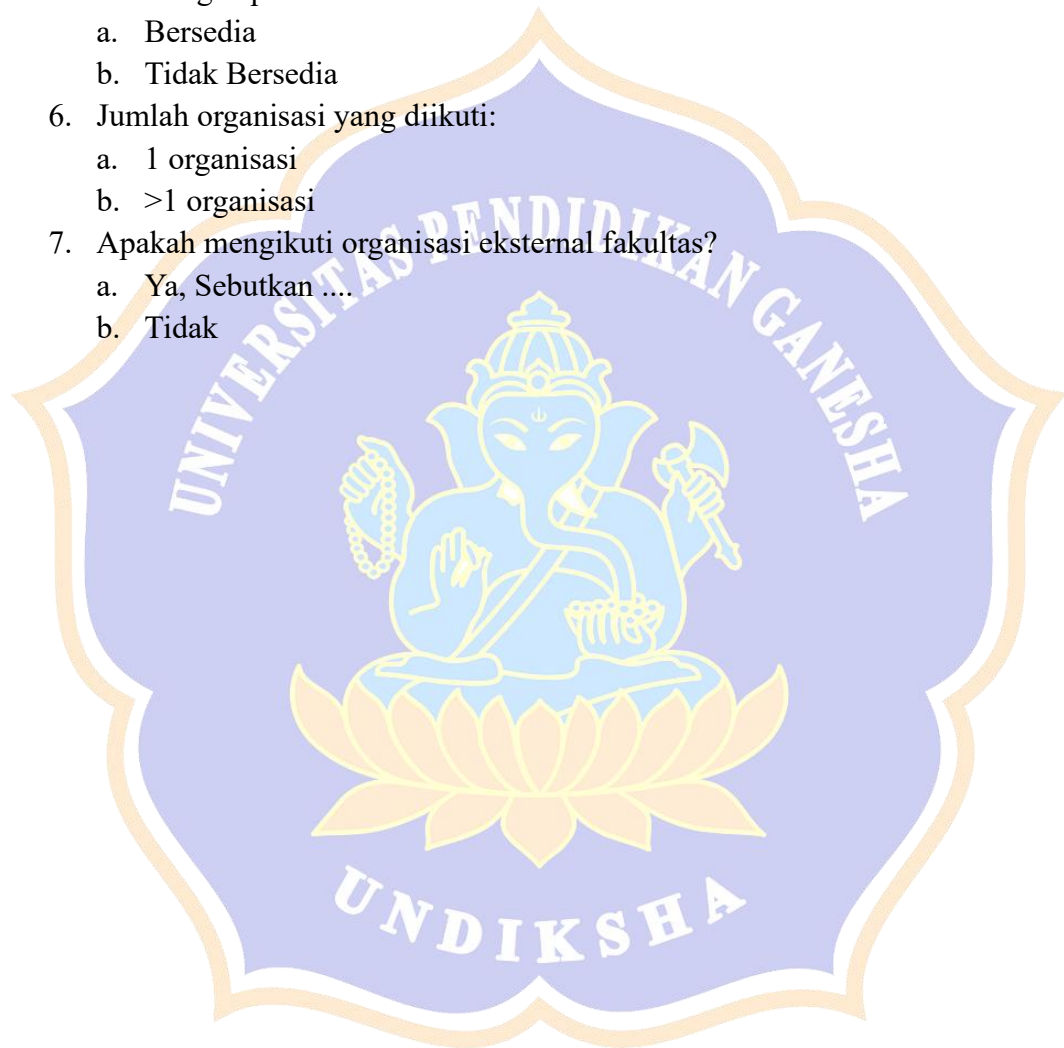 a. Bersedia
b. Tidak Bersedia
6. Jumlah organisasi yang diikuti:
a. 1 organisasi
b. >1 organisasi
7. Apakah mengikuti organisasi eksternal fakultas?
a. Ya, Sebutkan ....
b. Tidak
UNIVERSITAS PENDIDIKAN GANESHA
UNDIKSHA